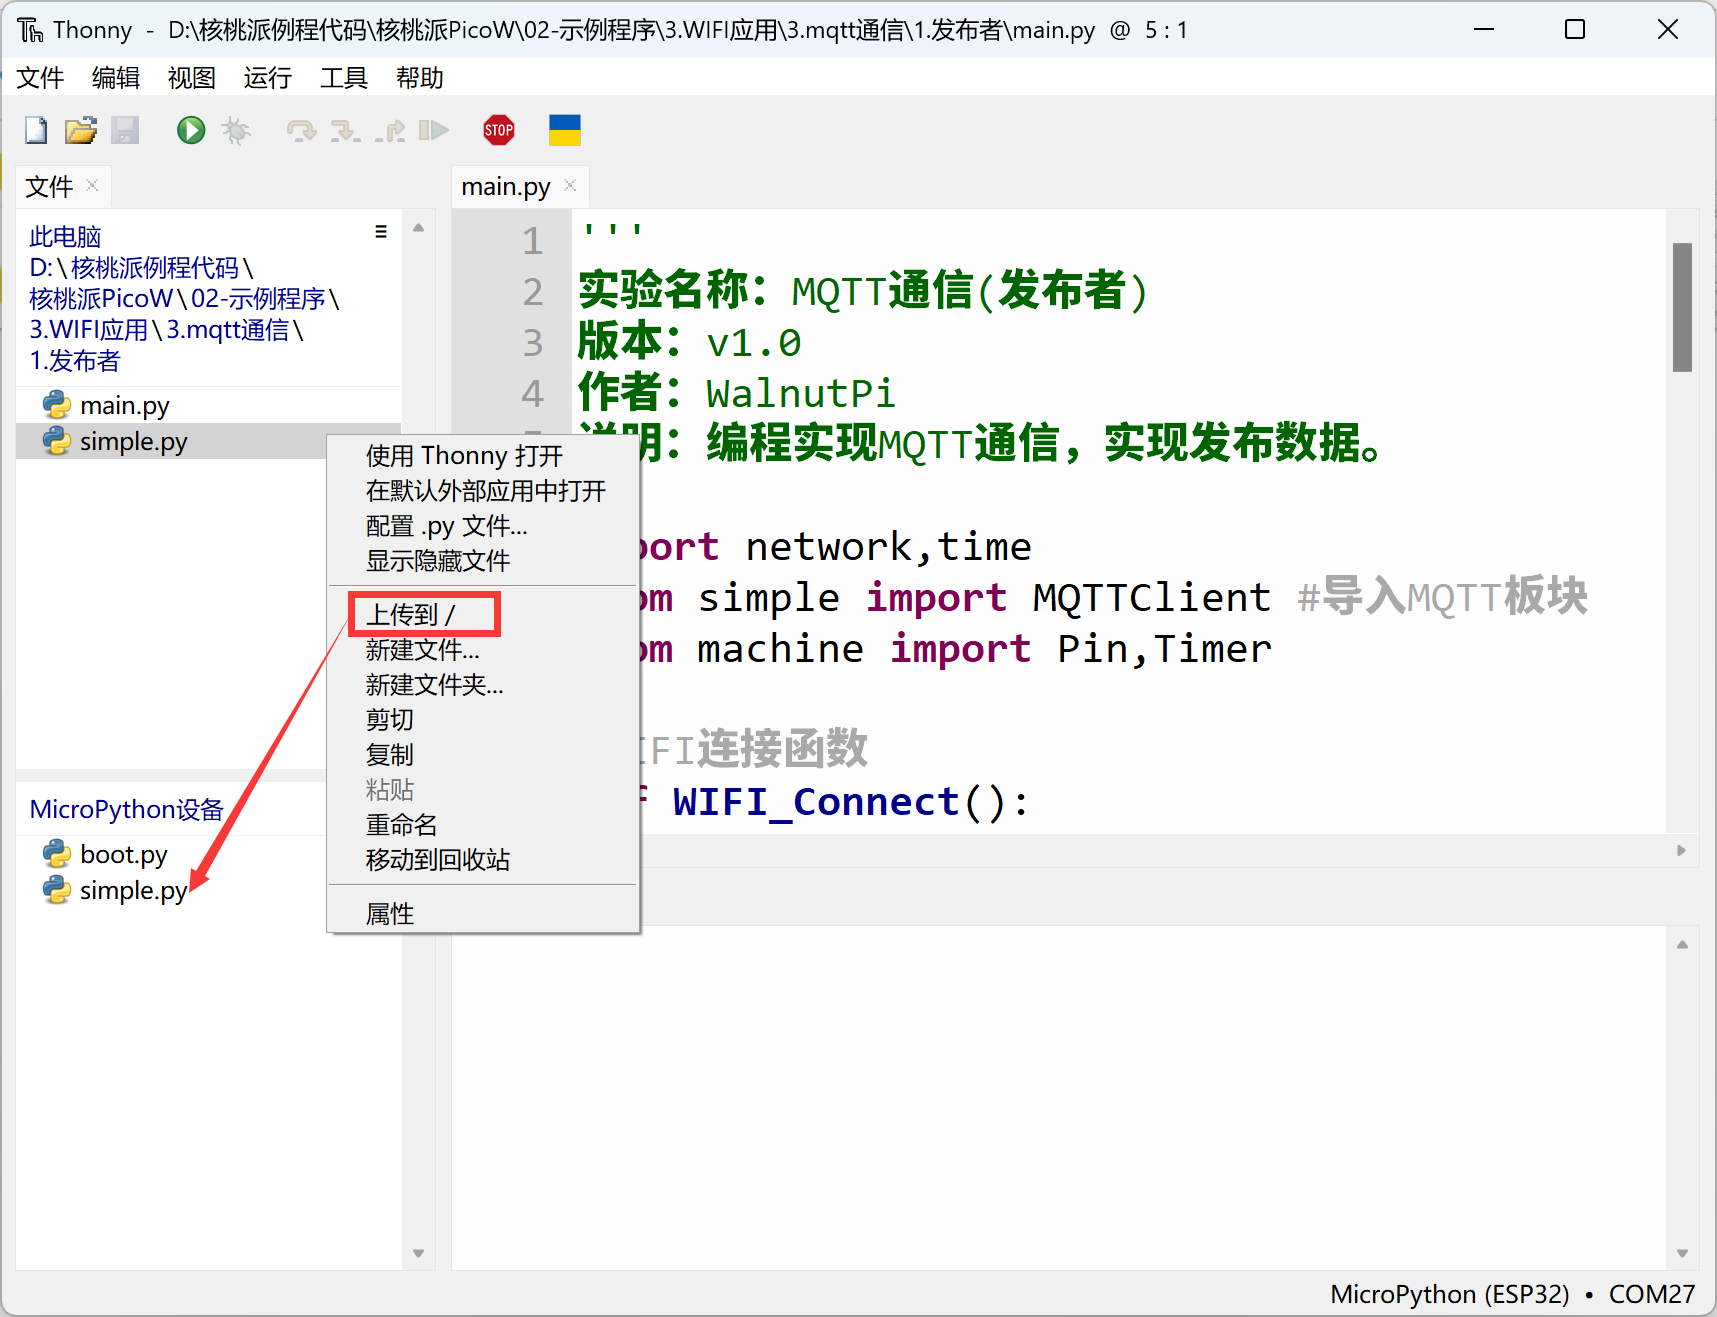 Thonny - D:\核桃派例程代码\核桃派PicoW\02-示例程序\3.WIFI应用\3.mqtt通信\1.发布者\main.py @ 5 : 1
文件 编辑 视图 运行 工具 帮助
STOP
文件
此电脑
D:\核桃派例程代码\
核桃派PicoW\02-示例程序\
3.WIFI应用\3.mqtt通信\
1.发布者
main.py
simple.py
MicroPython设备
boot.py
simple.py
使用 Thonny 打开
在默认外部应用中打开
配置 .py 文件...
显示隐藏文件
上传到 /
新建文件...
新建文件夹...
剪切
复制
粘贴
重命名
移动到回收站
属性
main.py
1 '''
2 实验名称：MQTT通信(发布者)
3 版本：v1.0
4 作者：WalnutPi
明：编程实现MQTT通信，实现发布数据。
port network,time
om simple import MQTTClient #导入MQTT板块
om machine import Pin,Timer
IFI连接函数
f WIFI_Connect():
MicroPython (ESP32) • COM27